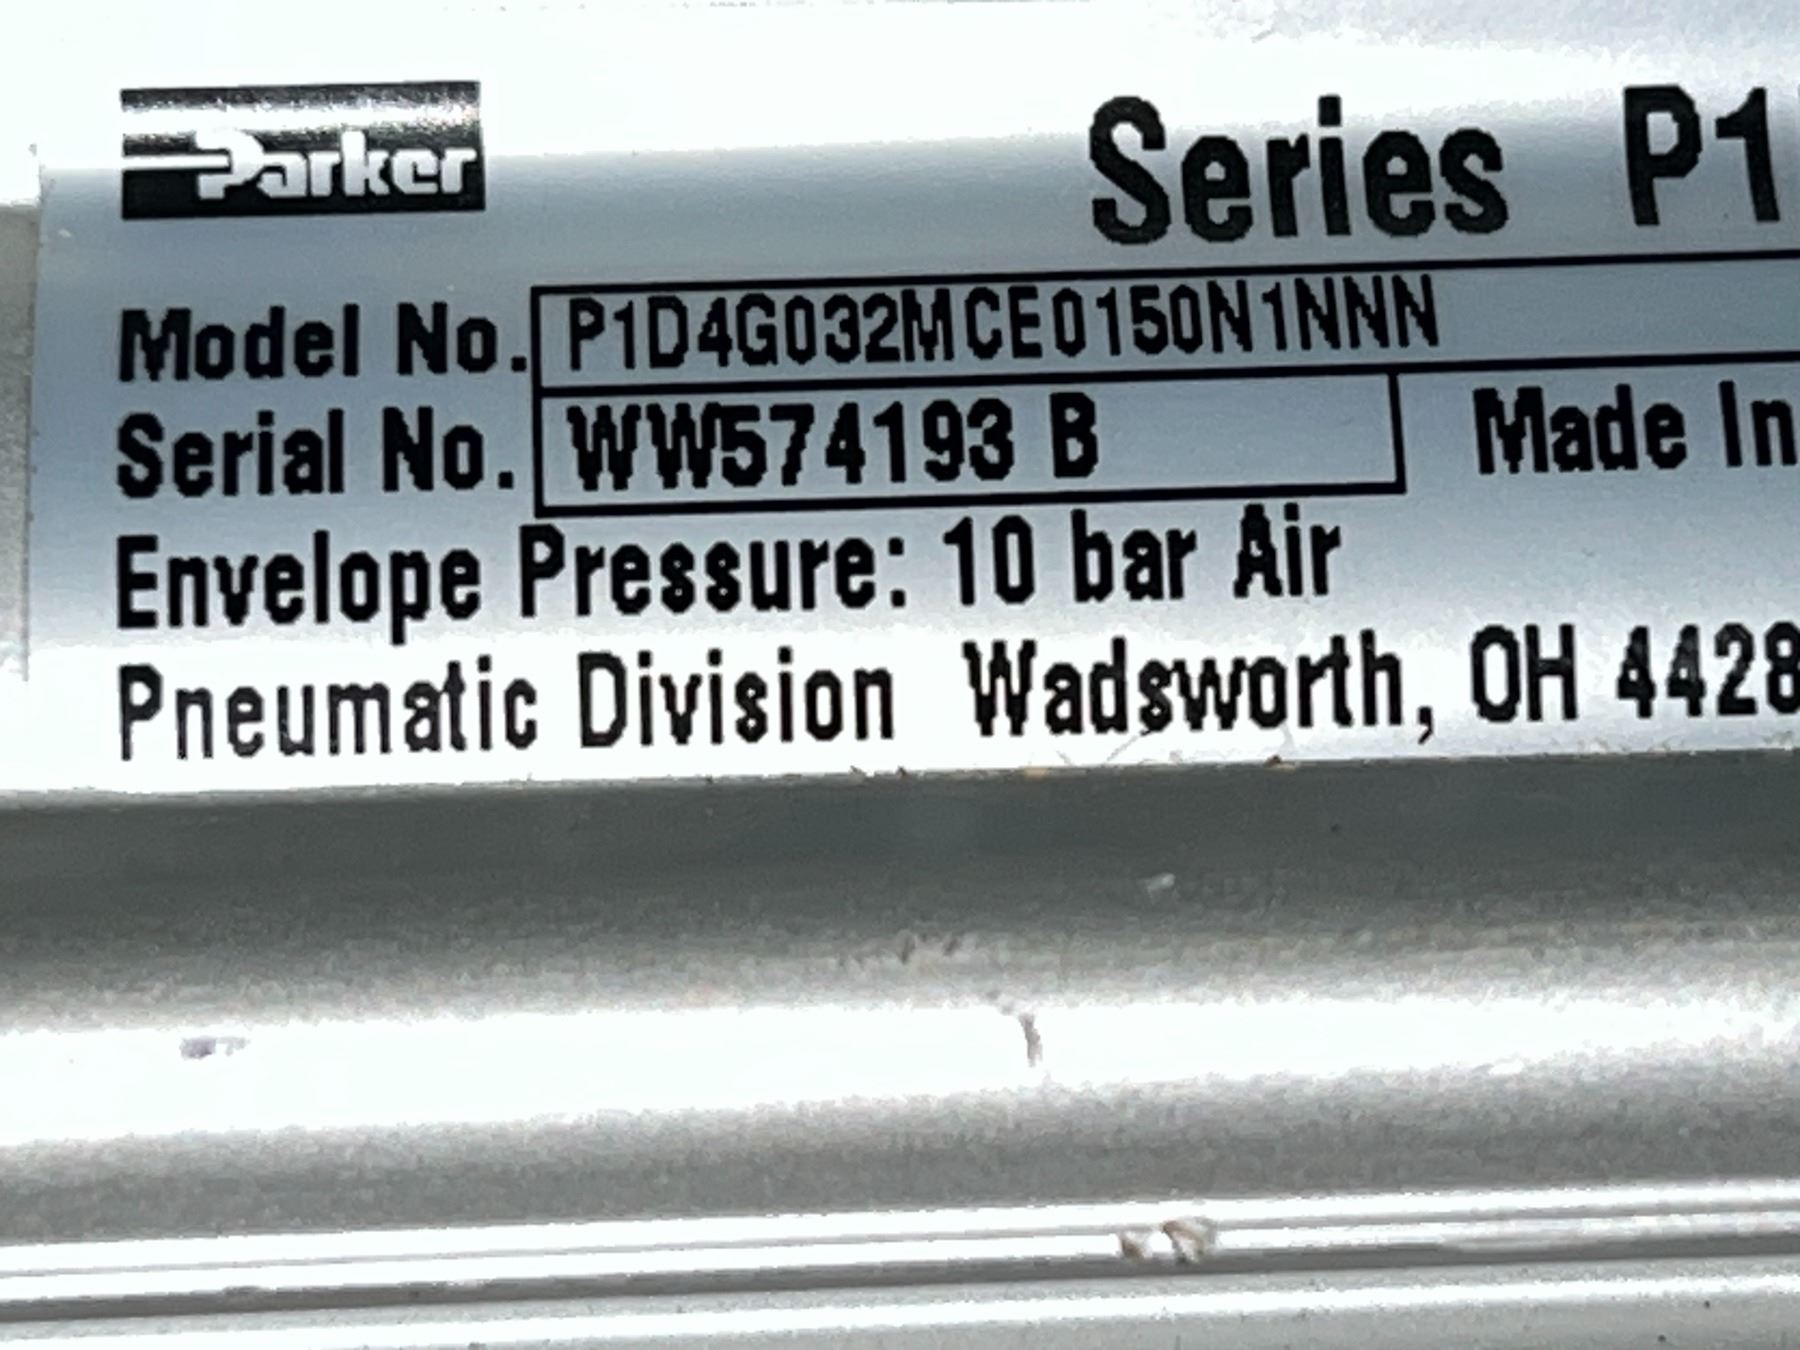 Parker
Series P1
Model No. P1D4G032MCE0150N1NNN
Serial No. WW574193 B Made In
Envelope Pressure: 10 bar Air
Pneumatic Division Wadsworth, OH 4428